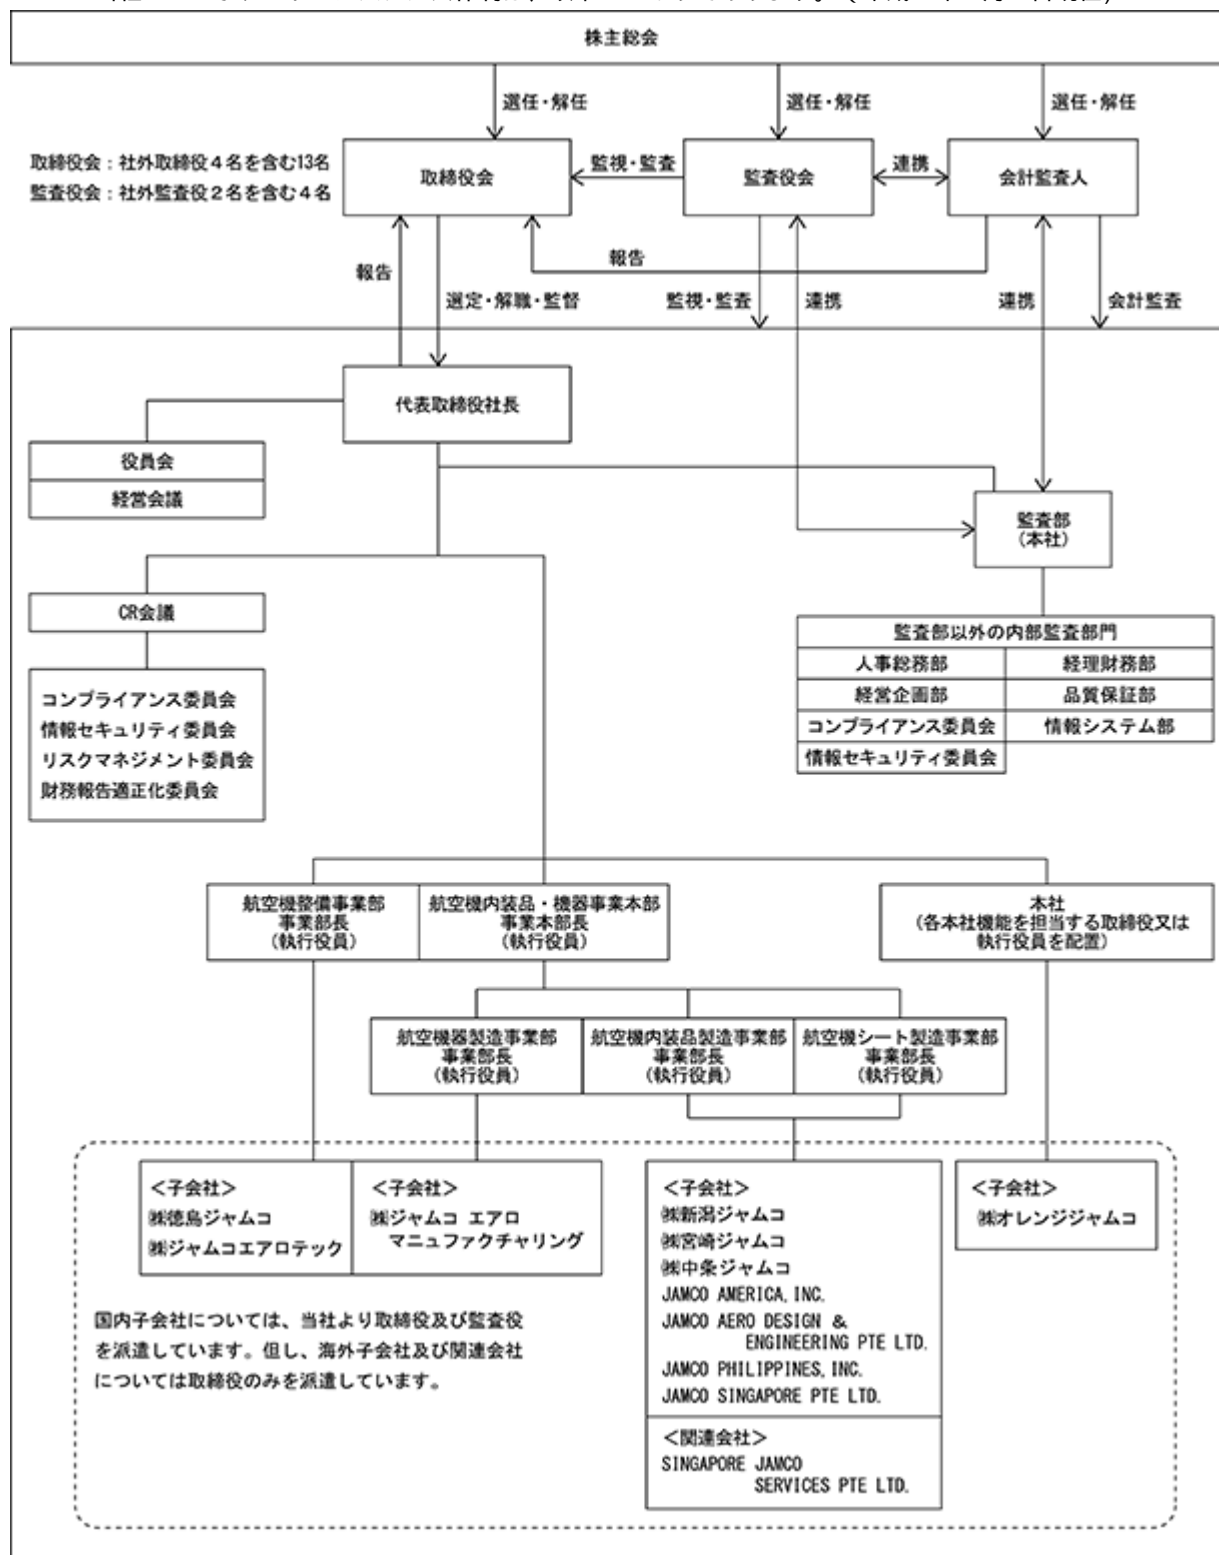 株主総会
選任・解任
選任・解任
選任・解任
取締役会：社外取締役４名を含む13名
監査役会：社外監査役２名を含む４名
取締役会
監視・監査
監査役会
連携
会計監査人
報告
報告
選定・解職・監督
監視・監査
連携
連携
会計監査
代表取締役社長
役員会
経営会議
監査部
(本社)
CR会議
コンプライアンス委員会
情報セキュリティ委員会
リスクマネジメント委員会
財務報告適正化委員会
監査部以外の内部監査部門
人事総務部
経理財務部
経営企画部
品質保証部
コンプライアンス委員会
情報システム部
情報セキュリティ委員会
航空機整備事業部
事業部長
(執行役員)
航空機内装品・機器事業本部
事業本部長
(執行役員)
本社
(各本社機能を担当する取締役又は
執行役員を配置)
航空機器製造事業部
事業部長
(執行役員)
航空機内装品製造事業部
事業部長
(執行役員)
航空機シート製造事業部
事業部長
(執行役員)
＜子会社＞
㈱徳島ジャムコ
㈱ジャムコエアロテック
＜子会社＞
㈱ジャムコ エアロ
マニュファクチャリング
＜子会社＞
㈱新潟ジャムコ
㈱宮崎ジャムコ
㈱中条ジャムコ
JAMCO AMERICA, INC.
JAMCO AERO DESIGN &
ENGINEERING PTE LTD.
JAMCO PHILIPPINES, INC.
JAMCO SINGAPORE PTE LTD.
＜関連会社＞
SINGAPORE JAMCO
SERVICES PTE LTD.
＜子会社＞
㈱オレンジジャムコ
国内子会社については、当社より取締役及び監査役
を派遣しています。但し、海外子会社及び関連会社
については取締役のみを派遣しています。